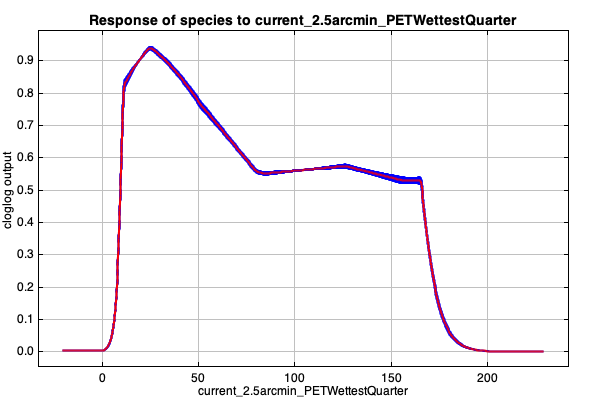 Response of species to current_2.5arcmin_PETWettestQuarter
0.9
0.8
0.7
0.6
0.5
0.4
0.3
0.2
0.1
0.0
cloglog output
0 50 100 150 200
current_2.5arcmin_PETWettestQuarter